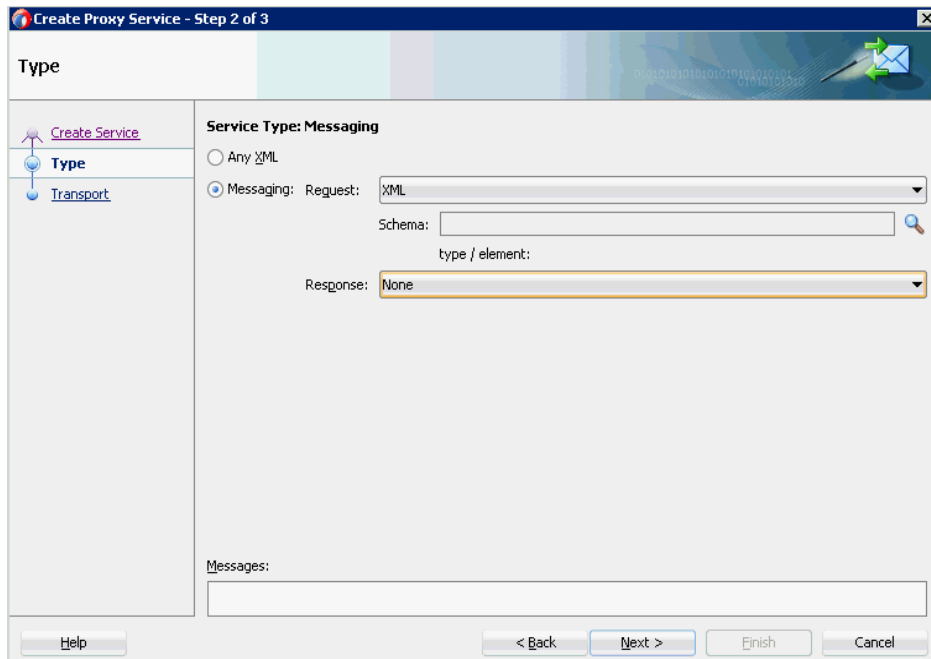 Create Proxy Service - Step 2 of 3
Type
Create Service
Type
Transport
Service Type: Messaging
Any XML
Messaging: Request: XML
Schema:
type / element:
Response: None
Messages:
Help < Back Next > Finish Cancel